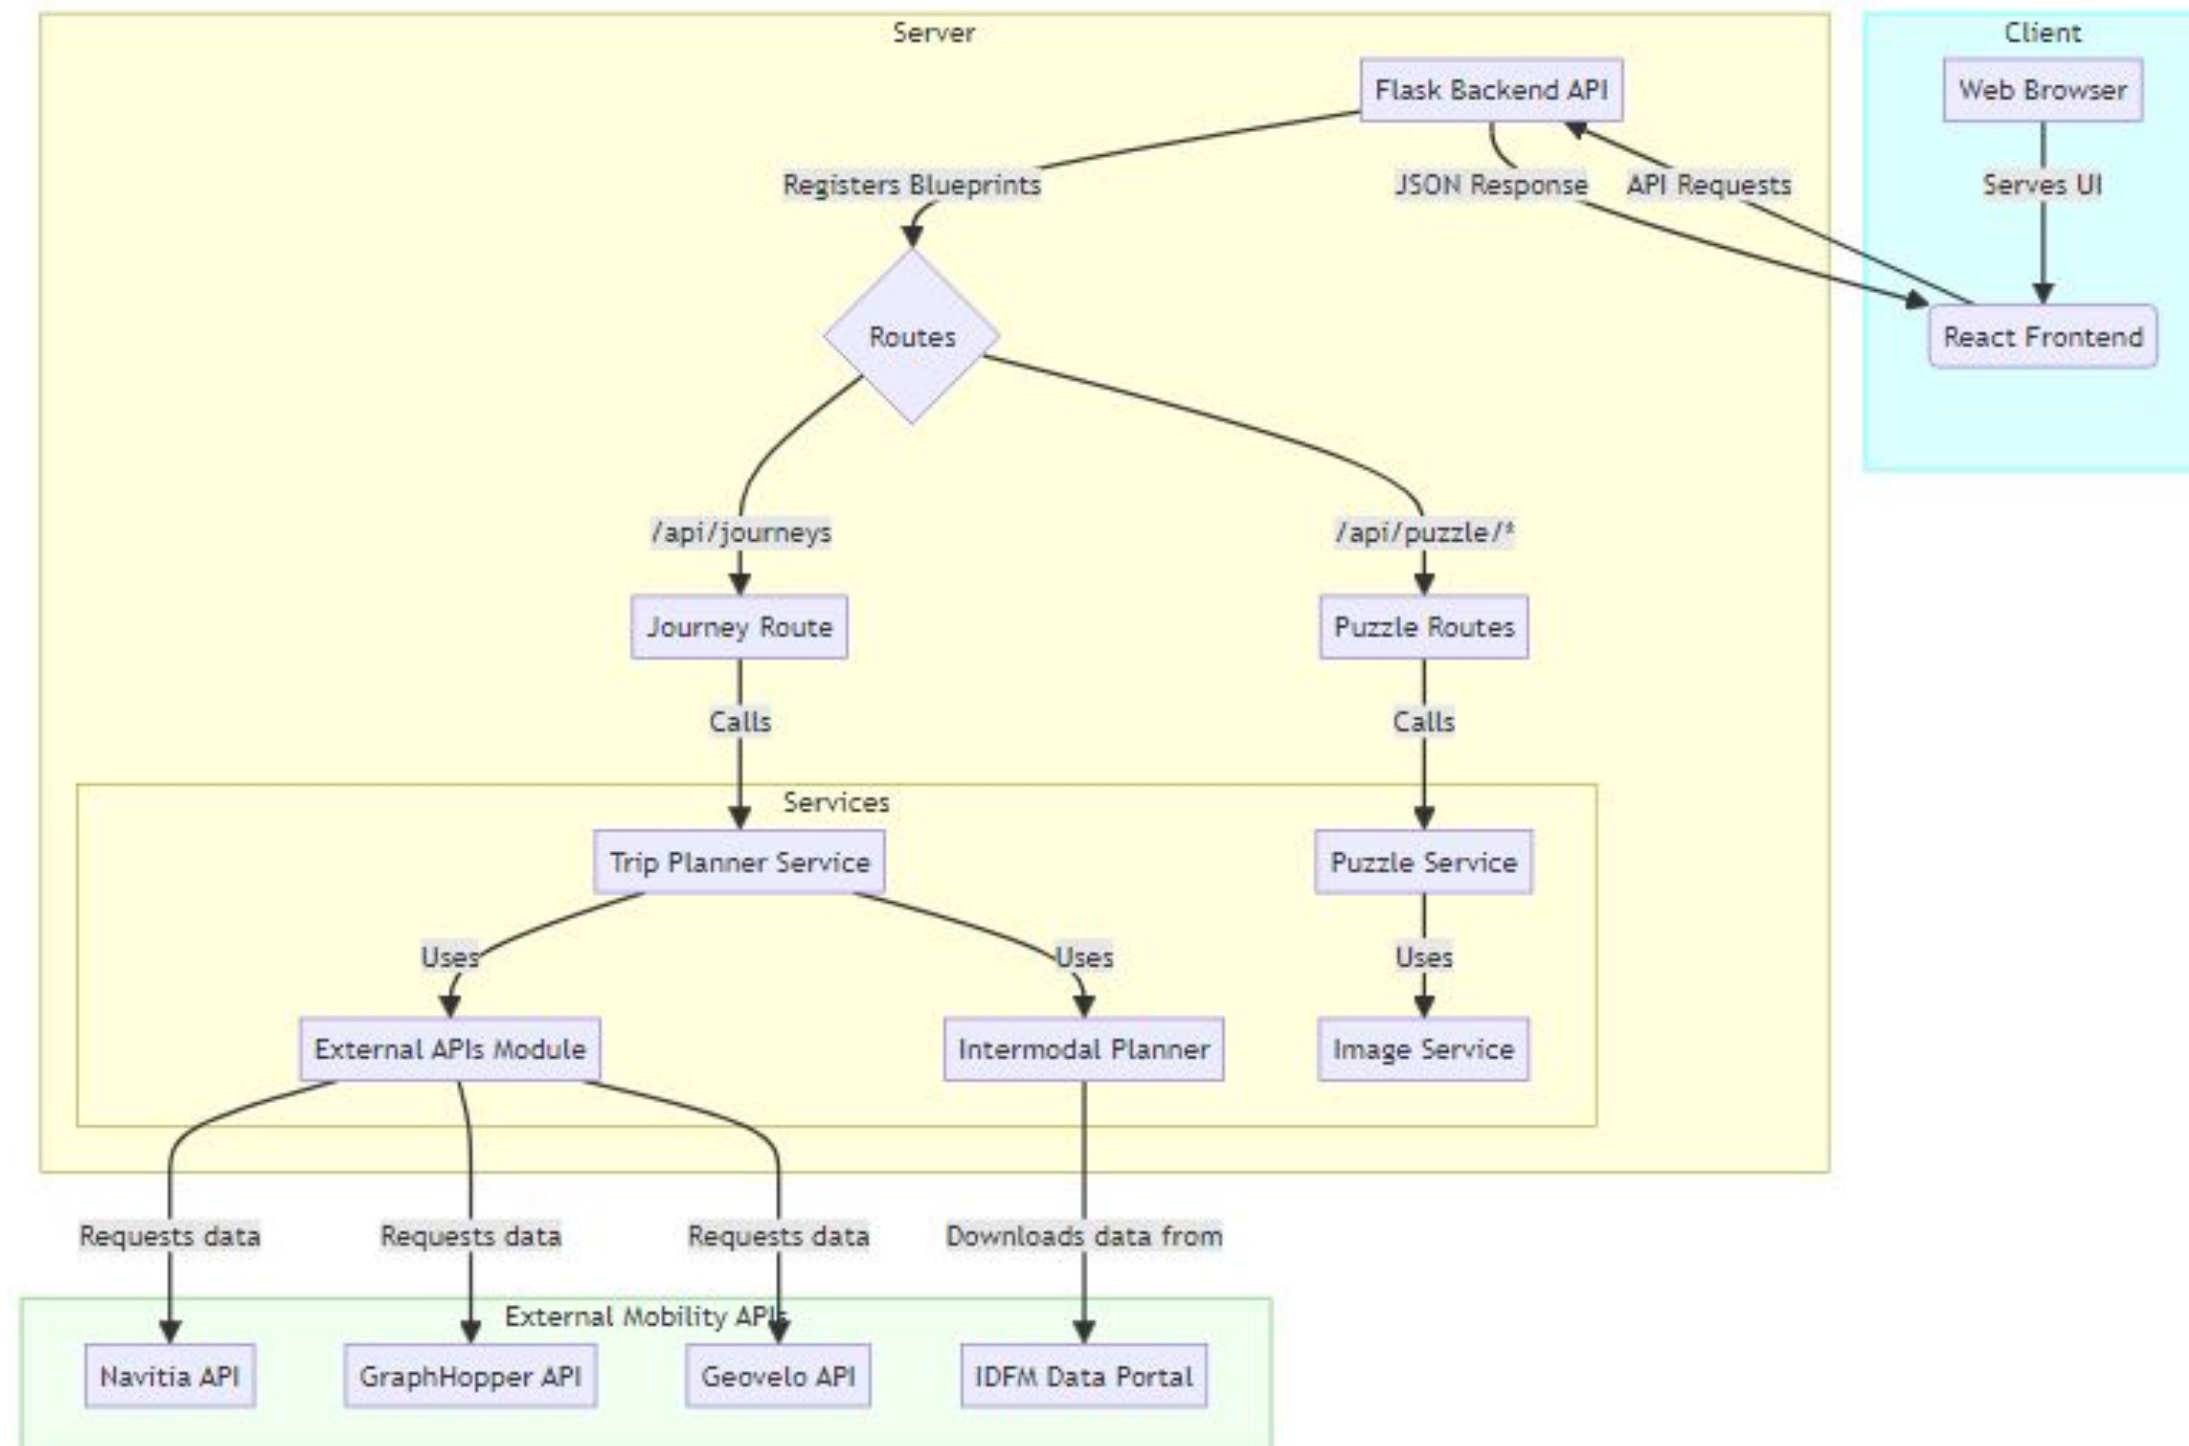 Server
Client
Flask Backend API
Web Browser
Registers Blueprints
JSON Response
API Requests
Serves UI
Routes
React Frontend
/api/journeys
/api/puzzle/*
Journey Route
Puzzle Routes
Calls
Calls
Services
Trip Planner Service
Puzzle Service
Uses
Uses
Uses
External APIs Module
Intermodal Planner
Image Service
Requests data
Requests data
Requests data
Downloads data from
External Mobility APIs
Navitia API
GraphHopper API
Geovelo API
IDFM Data Portal